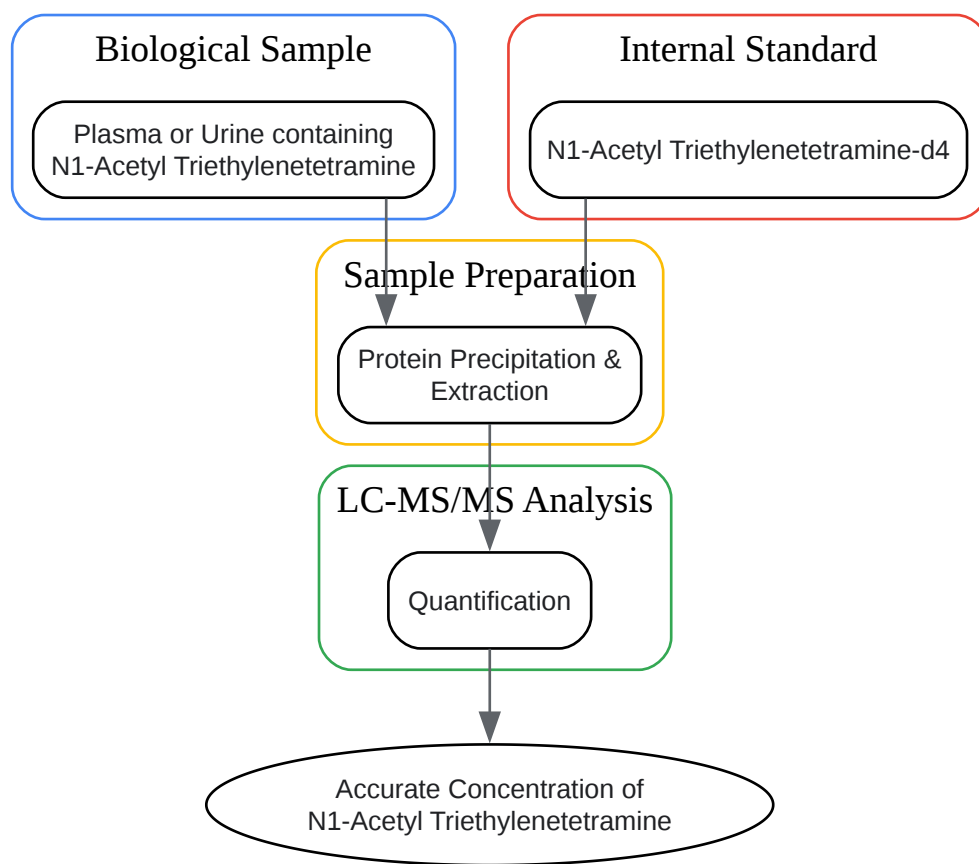 Biological Sample
Plasma or Urine containing
N1-Acetyl Triethylenetetramine
Internal Standard
N1-Acetyl Triethylenetetramine-d4
Sample Preparation
Protein Precipitation &
Extraction
LC-MS/MS Analysis
Quantification
Accurate Concentration of
N1-Acetyl Triethylenetetramine